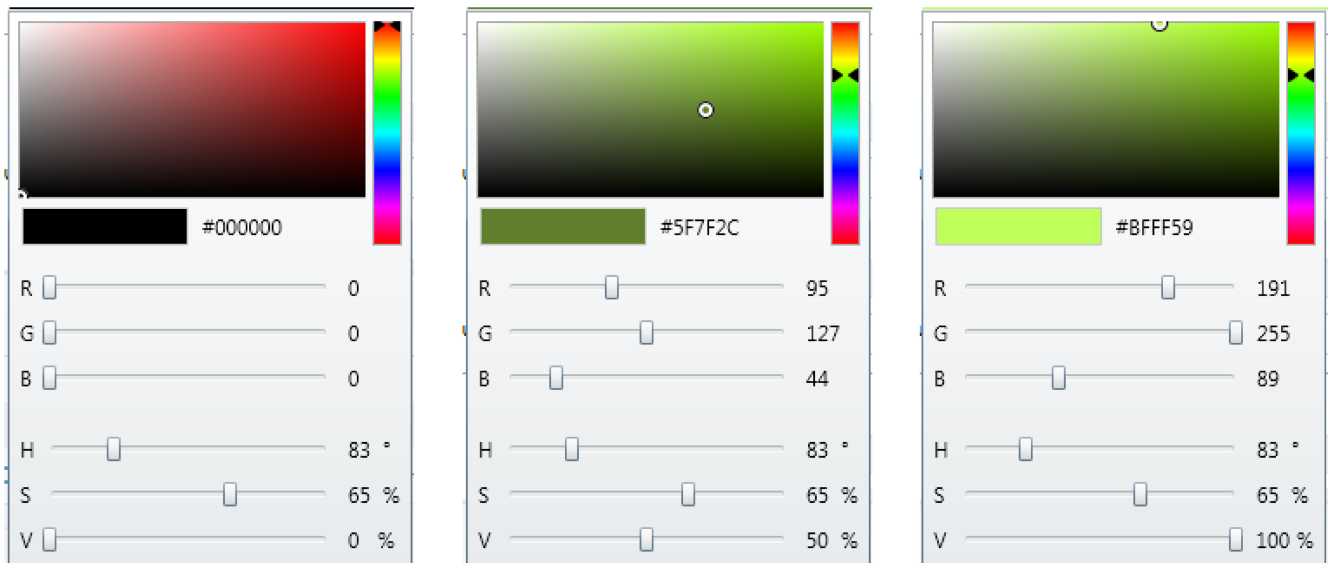 #000000
R 0
G 0
B 0
H 83 °
S 65 %
V 0 %
#5F7F2C
R 95
G 127
B 44
H 83 °
S 65 %
V 50 %
#BFFF59
R 191
G 255
B 89
H 83 °
S 65 %
V 100 %